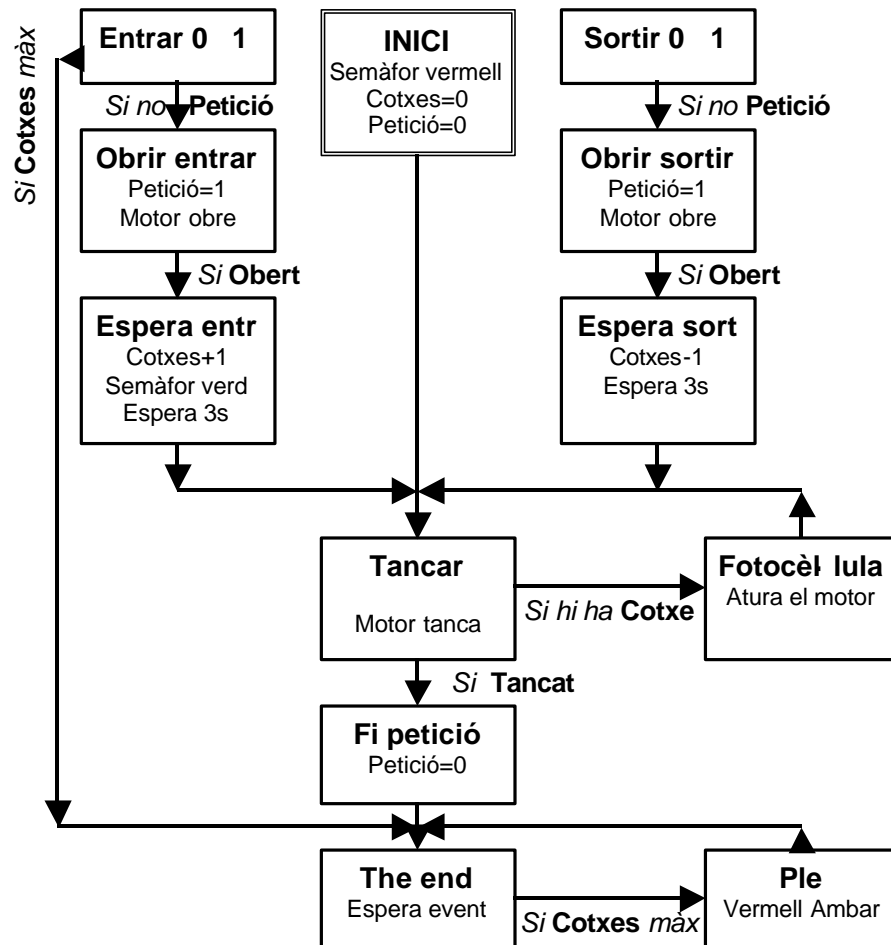 Entrar 0 1
INICI
Semàfor vermell
Cotxes=0
Petició=0
Sortir 0 1
Si Cotxes màx
Si no Petició
Si no Petició
Obrir entrar
Petició=1
Motor obre
Obrir sortir
Petició=1
Motor obre
Si Obert
Si Obert
Espera entr
Cotxes+1
Semàfor verd
Espera 3s
Espera sort
Cotxes-1
Espera 3s
Tancar
Motor tanca
Si hi ha Cotxe
Fotocèl·lula
Atura el motor
Si Tancat
Fi petició
Petició=0
The end
Espera event
Si Cotxes màx
Ple
Vermell Ambar